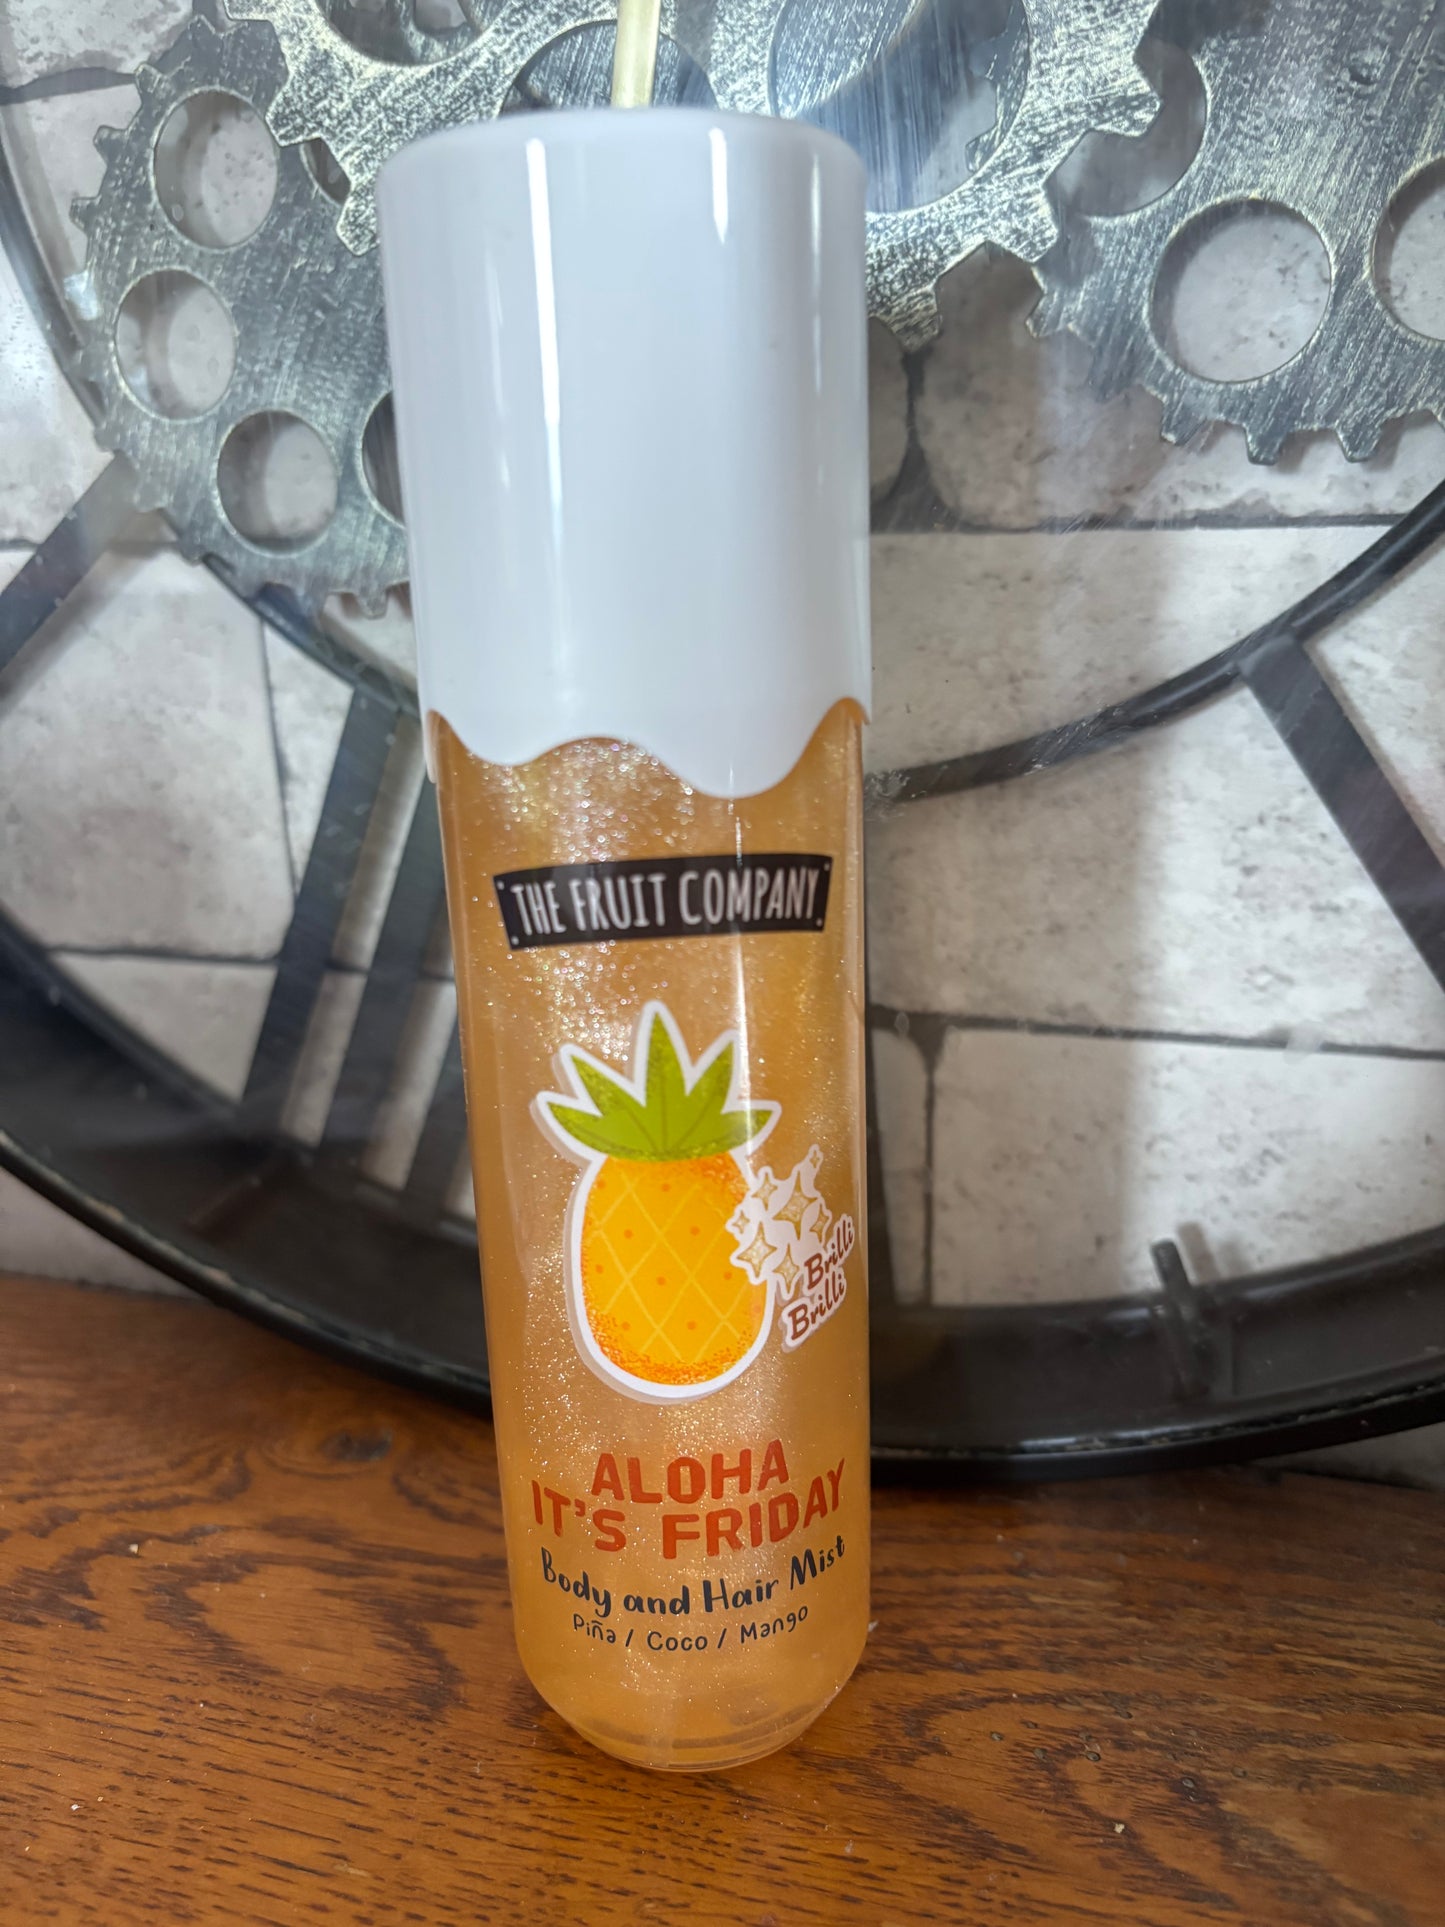 THE FRUIT COMPANY
Brilli
Brilli
ALOHA
IT'S FRIDAY
Body and Hair Mist
Piña / Coco / Mango